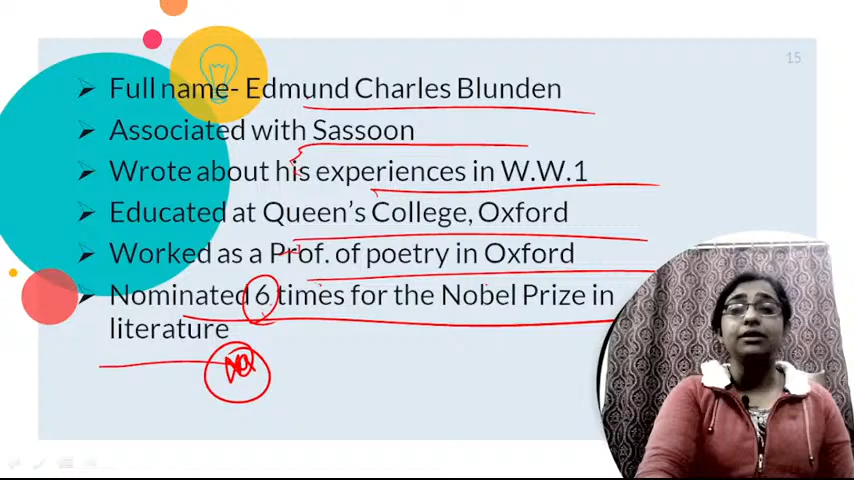 15
Full name- Edmund Charles Blunden
Associated with Sassoon
Wrote about his experiences in W.W.1
Educated at Queen's College, Oxford
Worked as a Prof. of poetry in Oxford
Nominated 6 times for the Nobel Prize in
literature